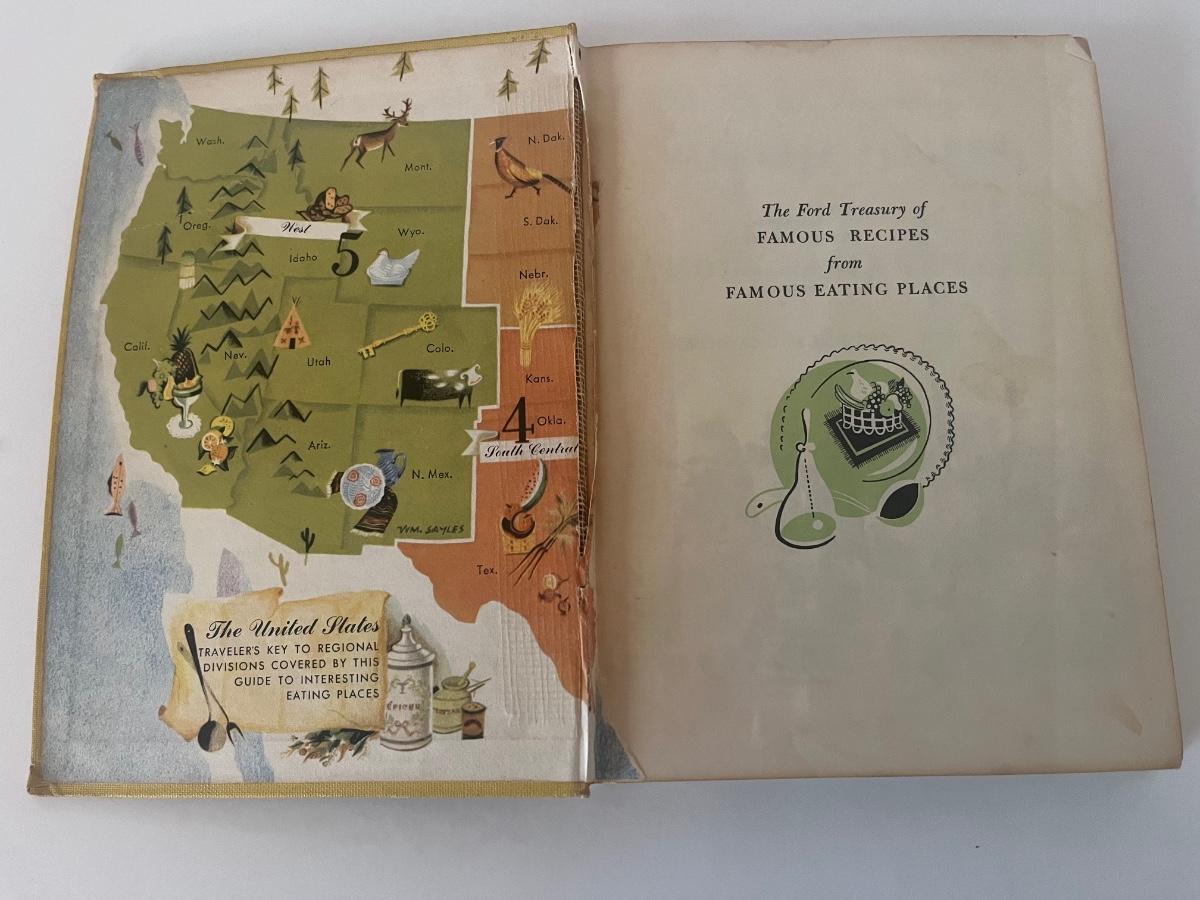 Wash.
Mont.
N. Dak.
Oreg.
West
5
Idaho
Wyo.
S. Dak.
Nebr.
Calif.
Nev.
Utah
Colo.
Kans.
4
Okla.
South Central
Ariz.
N. Mex.
WM. SAYLES
Tex.
The United States
TRAVELER'S KEY TO REGIONAL
DIVISIONS COVERED BY THIS
GUIDE TO INTERESTING
EATING PLACES
The Ford Treasury of
FAMOUS RECIPES
from
FAMOUS EATING PLACES